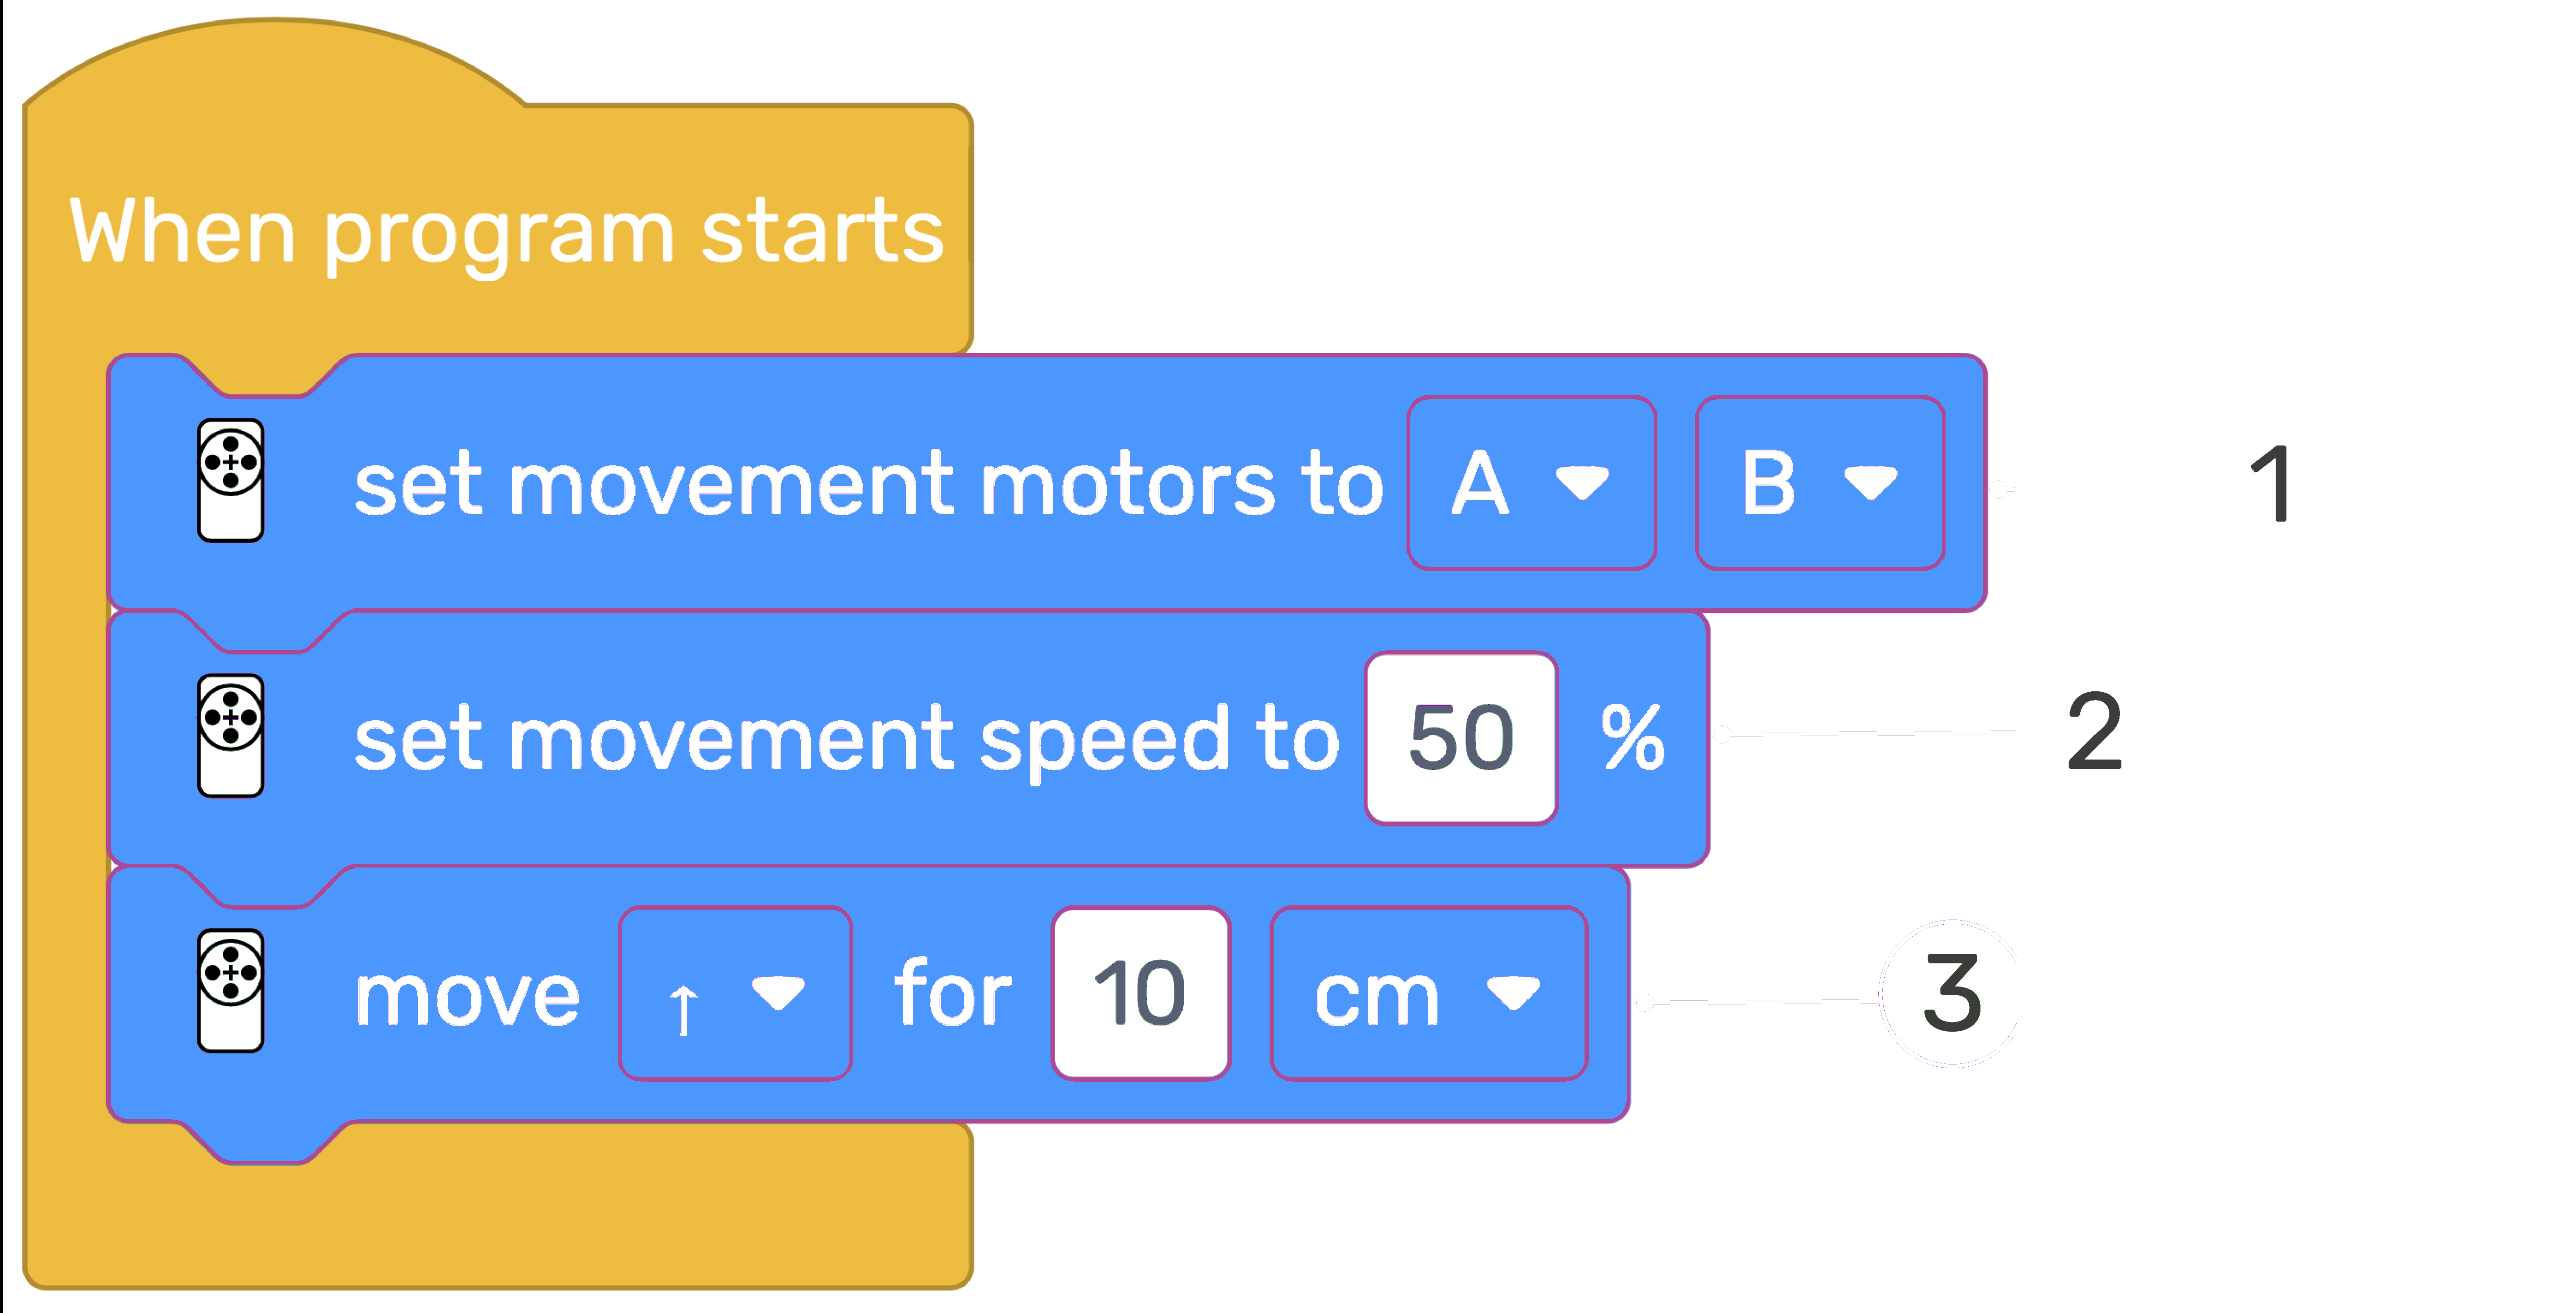 When program starts
set movement motors to A B 1
set movement speed to 50 % 2
move ↑ for 10 cm 3